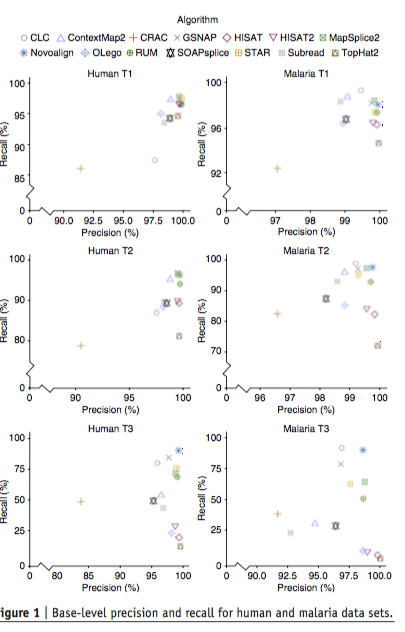 Algorithm
CLC ContextMap2 CRAC GSNAP HISAT HISAT2 MapSplice2
Novoalign OLego RUM SOAPsplice STAR Subread TopHat2
Human T1 Malaria T1
100
95
90
85
0
Recall (%)
0 90.0 92.5 95.0 97.5 100.0
Precision (%)
100
96
92
0
Recall (%)
0 97 98 99 100
Precision (%)
Human T2 Malaria T2
100
90
80
0
Recall (%)
0 90 95 100
Precision (%)
100
90
80
70
0
Recall (%)
0 96 97 98 99 100
Precision (%)
Human T3 Malaria T3
100
75
50
25
0
Recall (%)
0 80 85 90 95 100
Precision (%)
100
75
50
25
0
Recall (%)
0 90.0 92.5 95.0 97.5 100.0
Precision (%)
igure 1 | Base-level precision and recall for human and malaria data sets.